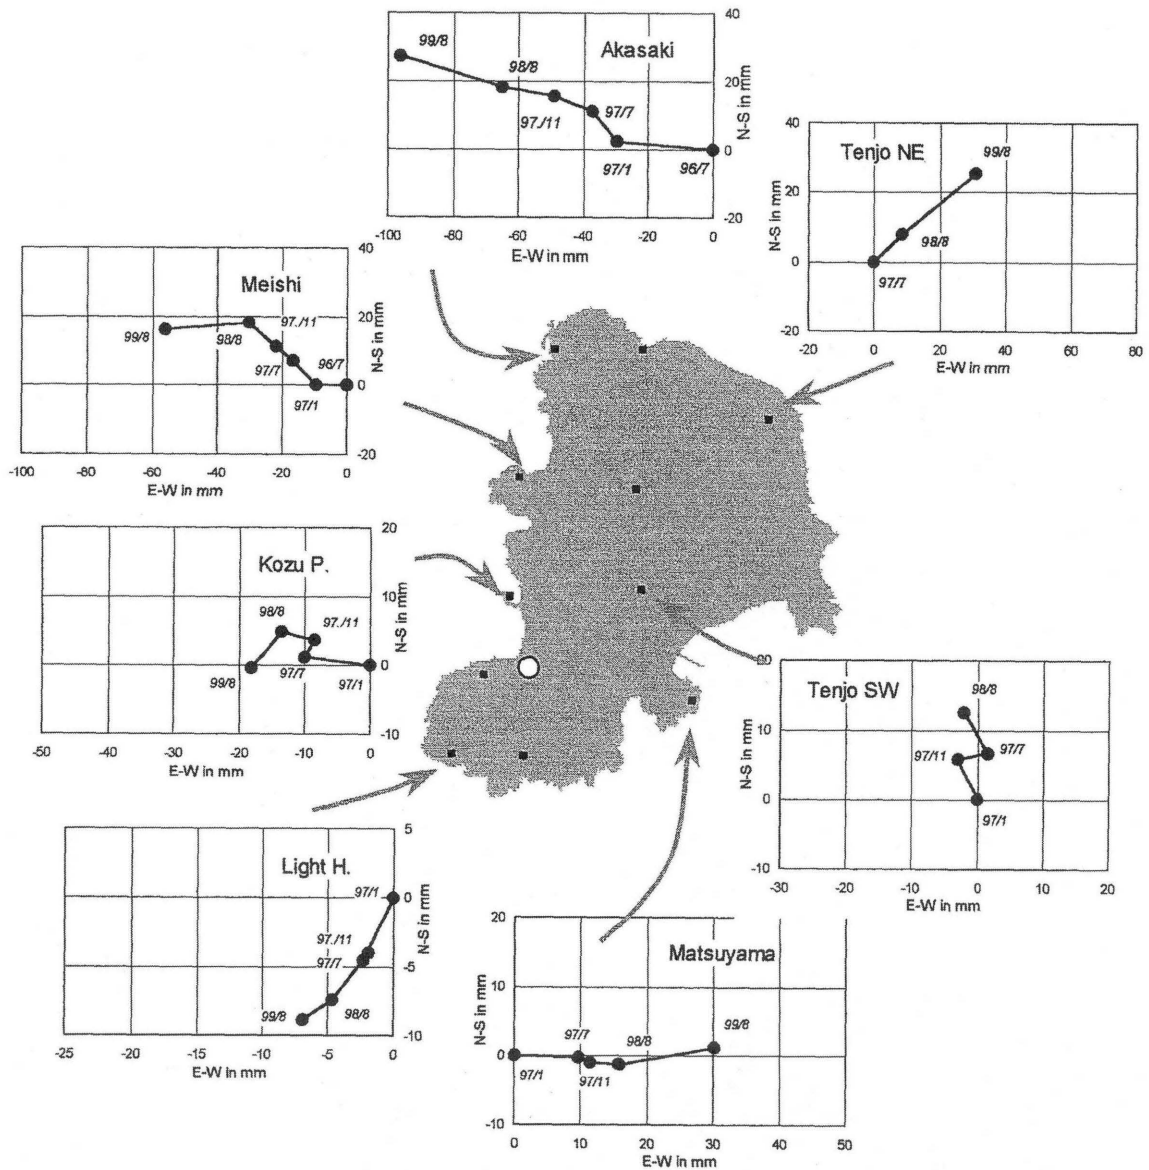 40
99/8
Akasaki
98/8
20
97/7
97./11
N-S in mm
0
97/1
96/7
-20
-100 -80 -60 -40 -20 0
E-W in mm
40
Tenjo NE
99/8
20
N-S in mm
98/8
0
97/7
-20
0 20 40 60 80
E-W in mm
40
Meishi
97./11
20
99/8
98/8
96/7
97/7
N-S in mm
0
97/1
-20
-100 -80 -60 -40 -20 0
E-W in mm
20
Kozu P.
98/8
10
97./11
N-S in mm
99/8
97/7
97/1
0
-10
-50 -40 -30 -20 -10 0
E-W in mm
20
Tenjo SW
98/8
10
97/11
97/7
N-S in mm
0
97/1
-10
-30 -10 0 10 20
E-W in mm
5
Light H.
97/1
0
97./11
N-S in mm
97/7
-5
99/8
98/8
-10
-25 -20 -15 -10 -5 0
E-W in mm
20
Matsuyama
10
99/8
97/7
98/8
N-S in mm
0
97/1
97/11
-10
0 10 20 30 40 50
E-W in mm